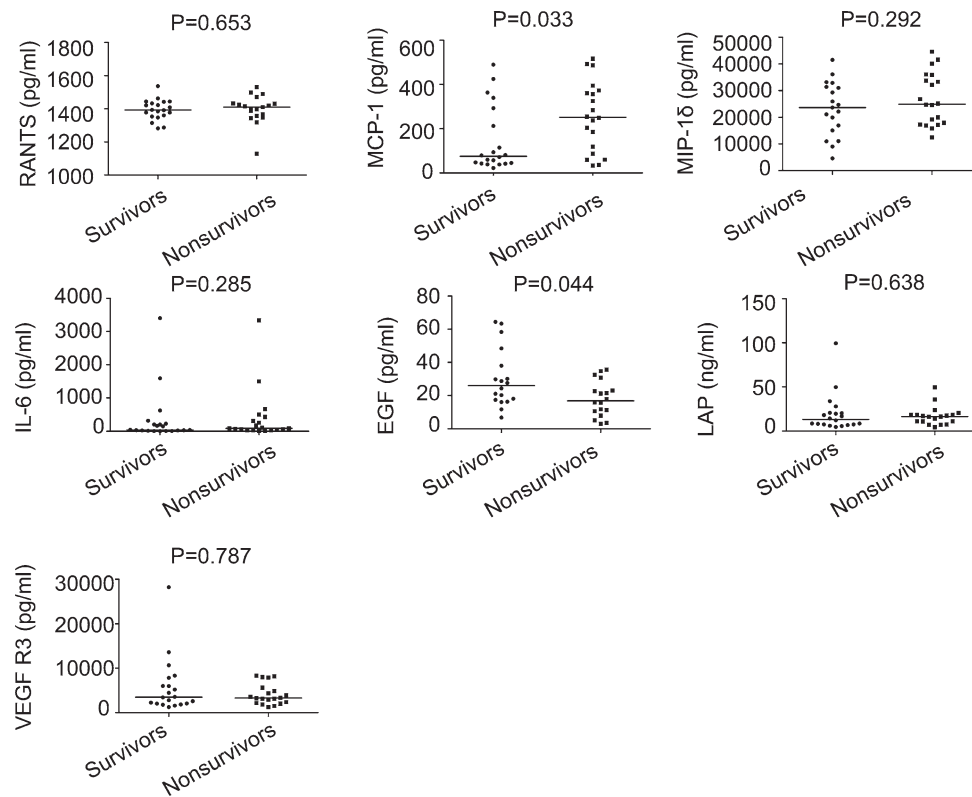 P=0.653
RANTS (pg/ml)
1800
1600
1400
1200
1000
Survivors
Nonsurvivors
P=0.033
MCP-1 (pg/ml)
600
400
200
0
Survivors
Nonsurvivors
P=0.292
MIP-1δ (pg/ml)
50000
40000
30000
20000
10000
0
Survivors
Nonsurvivors
P=0.285
IL-6 (pg/ml)
4000
3000
2000
1000
0
Survivors
Nonsurvivors
P=0.044
EGF (pg/ml)
80
60
40
20
0
Survivors
Nonsurvivors
P=0.638
LAP (ng/ml)
150
100
50
0
Survivors
Nonsurvivors
P=0.787
VEGF R3 (pg/ml)
30000
20000
10000
0
Survivors
Nonsurvivors